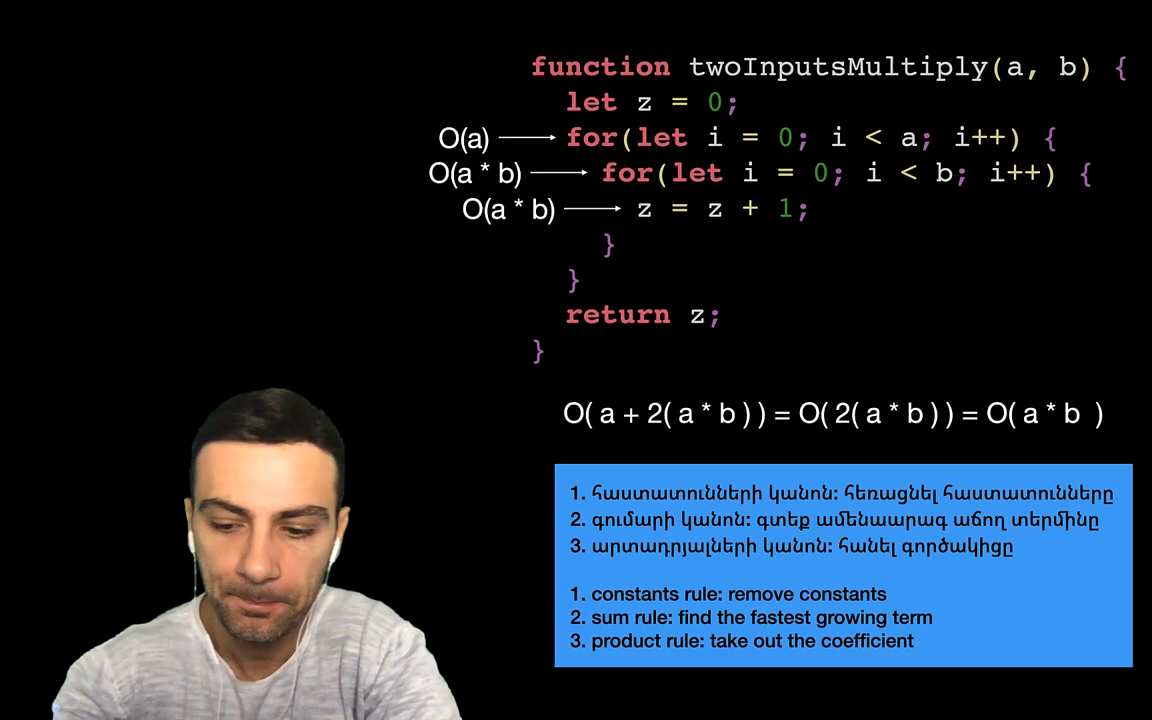 function twoInputsMultiply(a, b) {
let z = 0;
O(a) for(let i = 0; i < a; i++) {
O(a * b) for(let i = 0; i < b; i++) {
O(a * b) z = z + 1;
}
}
return z;
}
O( a + 2( a * b ) ) = O( 2( a * b ) ) = O( a * b )
1. հաստատունների կանոն: հեռացնել հաստատունները
2. գումարի կանոն: գտեք ամենաարագ աճող տերմինը
3. արտադրյալների կանոն: հանել գործակիցը
1. constants rule: remove constants
2. sum rule: find the fastest growing term
3. product rule: take out the coefficient